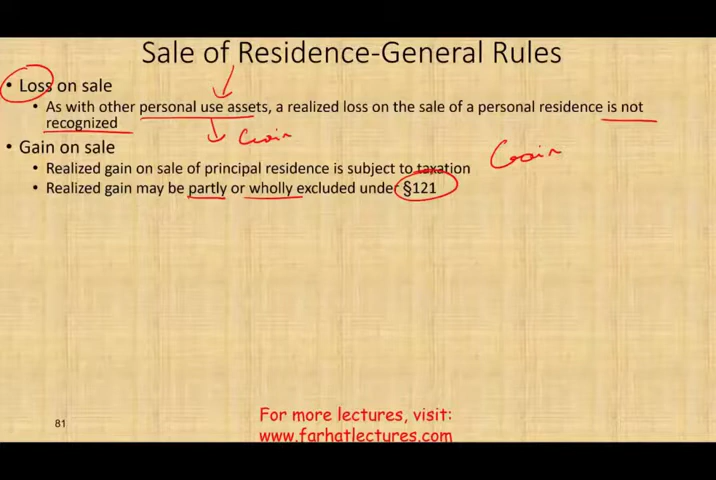 Sale of Residence-General Rules
• Loss on sale
• As with other personal use assets, a realized loss on the sale of a personal residence is not
recognized
Gain
• Gain on sale
Gain
• Realized gain on sale of principal residence is subject to taxation
• Realized gain may be partly or wholly excluded under §121
81
For more lectures, visit:
www.farhatlectures.com